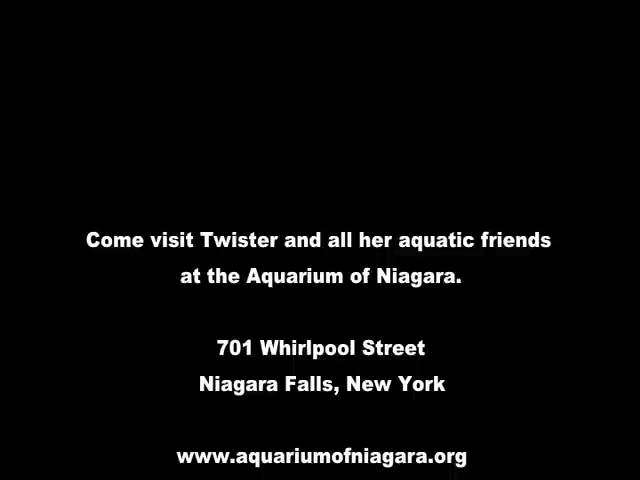 Come visit Twister and all her aquatic friends
at the Aquarium of Niagara.
701 Whirlpool Street
Niagara Falls, New York
www.aquariumofniagara.org